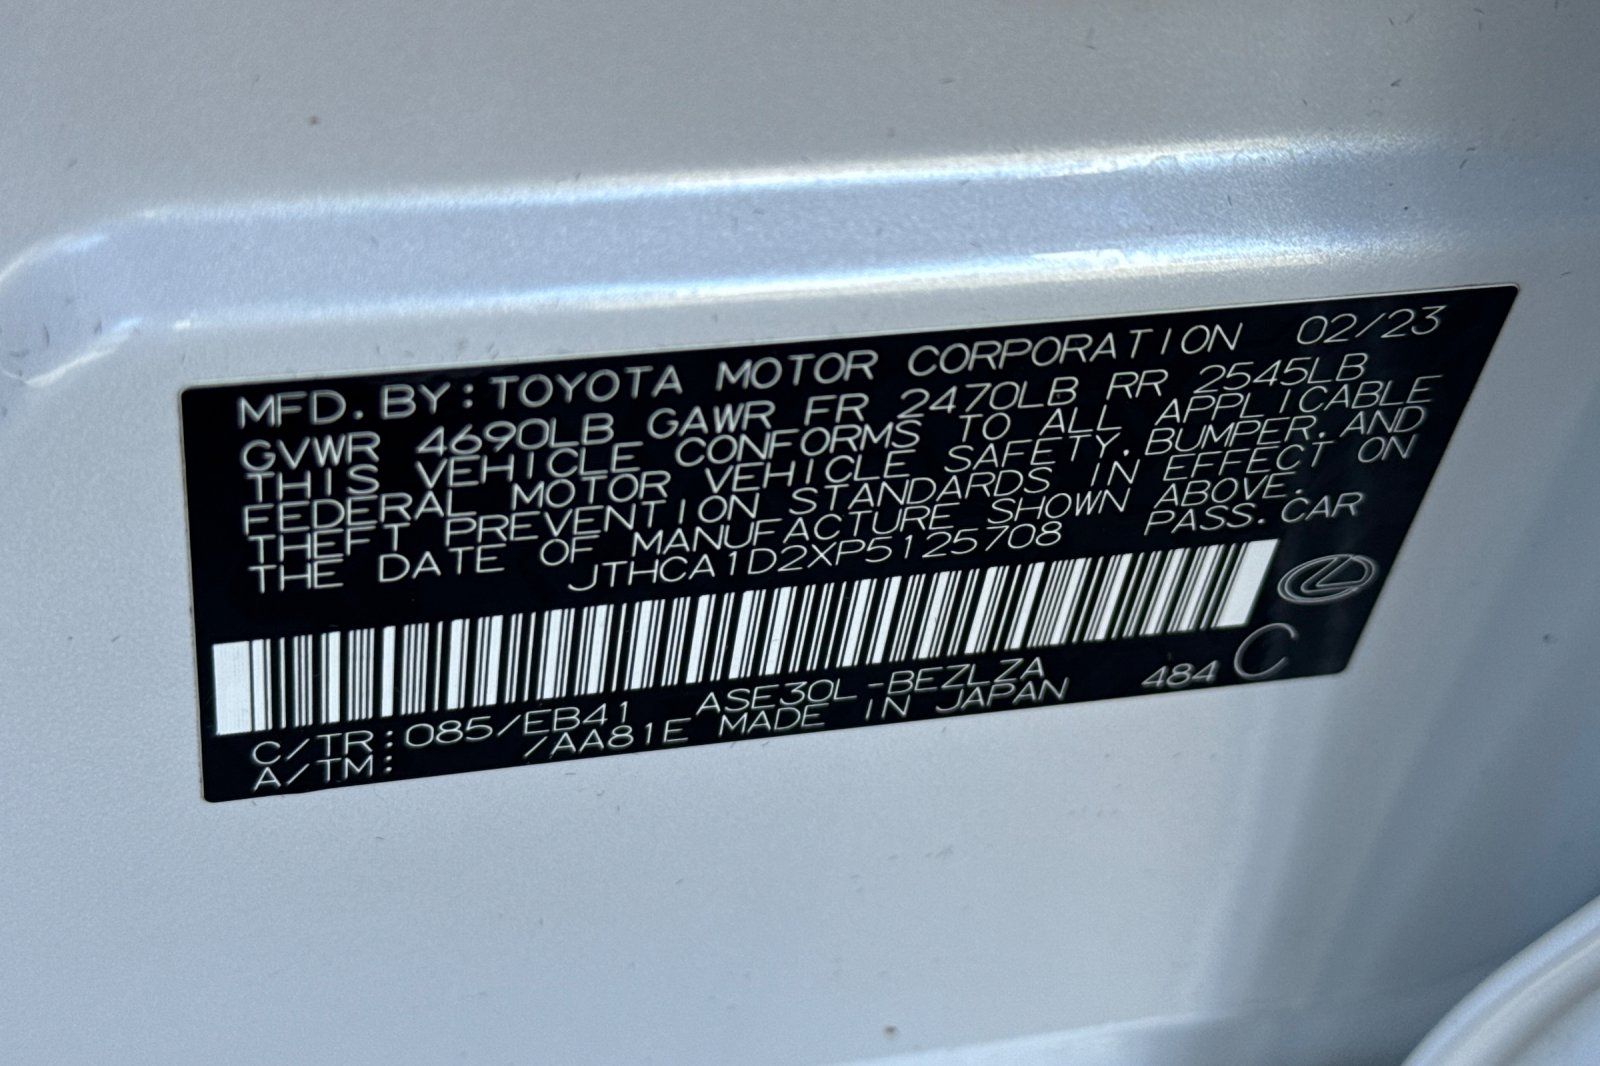 MFD. BY: TOYOTA MOTOR CORPORATION 02/23
GVWR 4690LB GAWR FR 2470LB RR 2545LB
THIS VEHICLE CONFORMS TO ALL APPLICABLE
FEDERAL MOTOR VEHICLE SAFETY, BUMPER, AND
THEFT PREVENTION STANDARDS IN EFFECT ON
THE DATE OF MANUFACTURE SHOWN ABOVE.
JTHCA1D2XP5125708 PASS. CAR
C/TR: 085/EB41 ASE30L-BEZLZA 484 C
A/TM: /AA81E MADE IN JAPAN